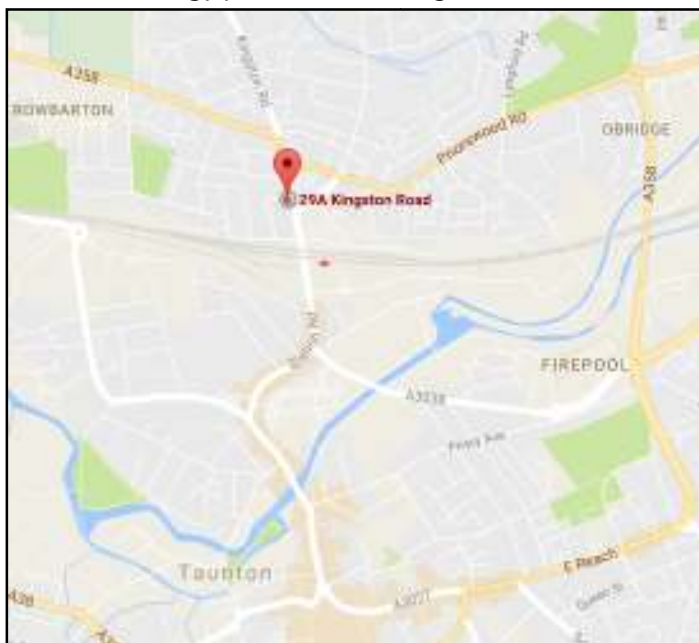 A358
Kingston Rd
ROWBARTON
OBRIDGE
A358
29A Kingston Road
Station Rd
FIREPOOL
A3038
Priory Ave
Taunton
E Reach
A3027
Queen St
A38